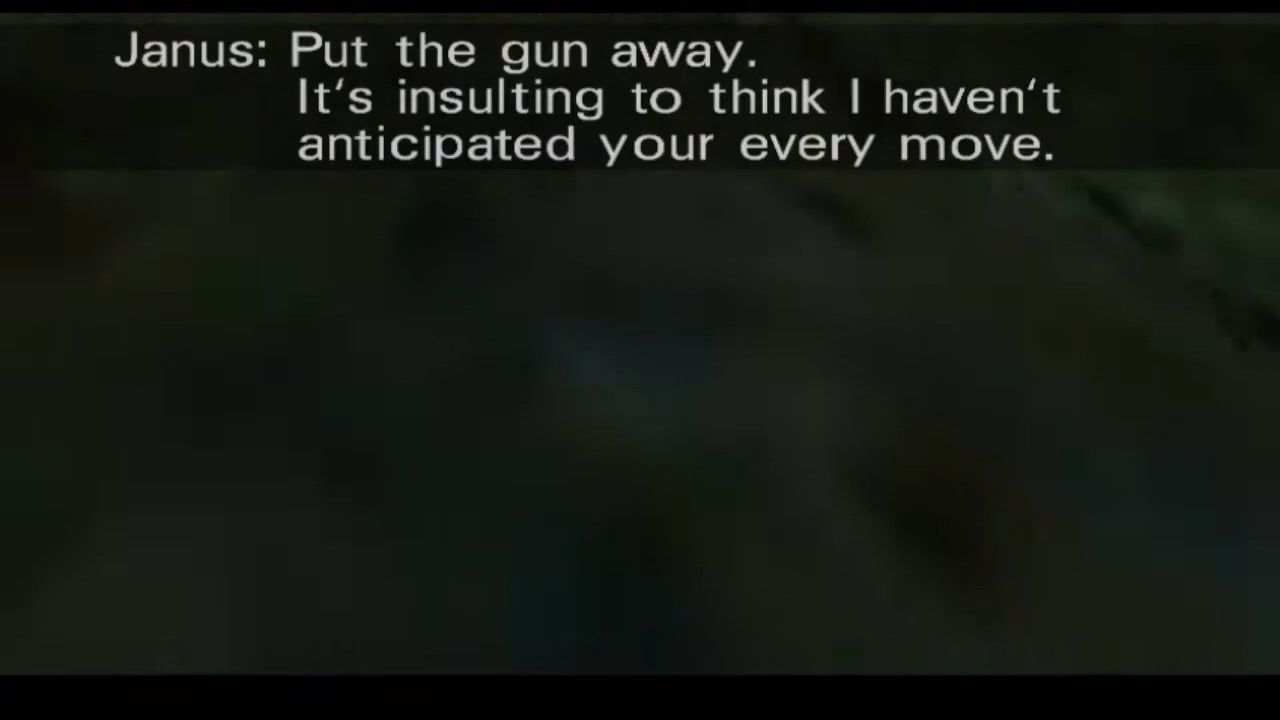 Janus: Put the gun away.
It's insulting to think I haven't
anticipated your every move.